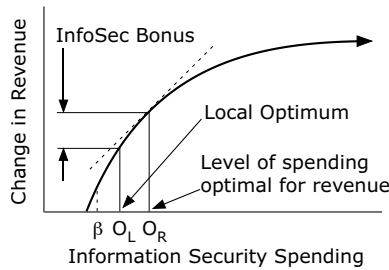 InfoSec Bonus
Change in Revenue
Local Optimum
Level of spending
optimal for revenue
β O_L O_R
Information Security Spending